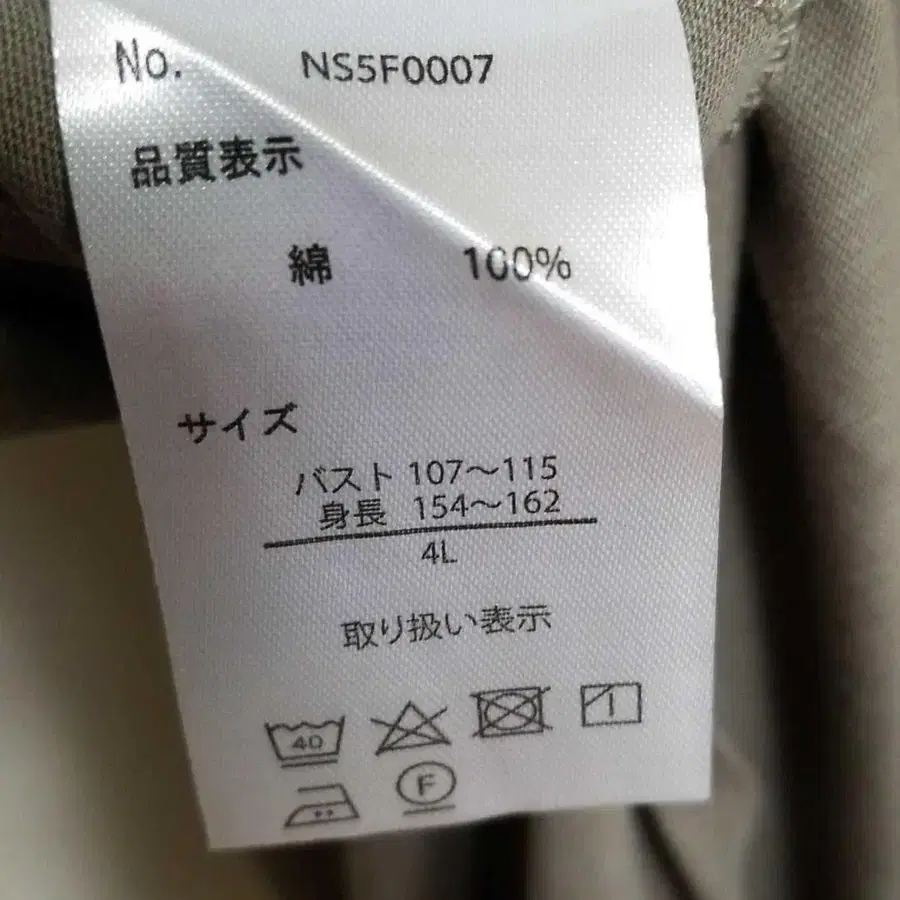 No. NS5F0007
品質表示
綿 100%
サイズ
バスト 107〜115
身長 154〜162
4L
取り扱い表示
40
F